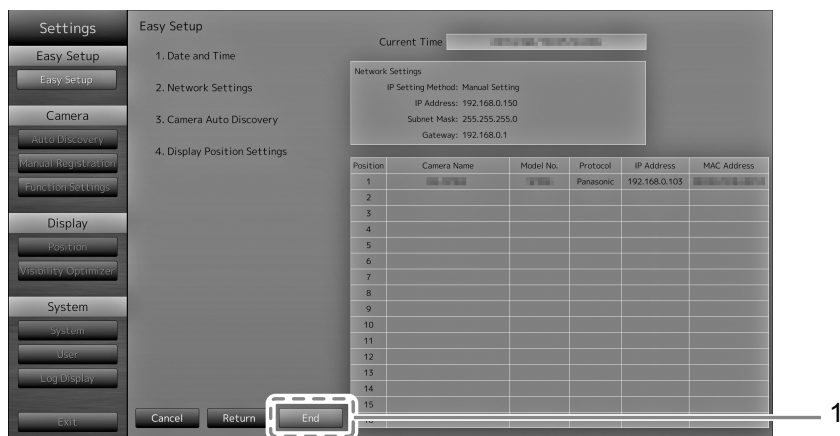 Settings
Easy Setup
Easy Setup
Camera
Auto Discovery
Manual Registration
Function Settings
Display
Position
Visibility Optimizer
System
System
User
Log Display
Exit
Easy Setup
1. Date and Time
2. Network Settings
3. Camera Auto Discovery
4. Display Position Settings
Cancel Return End
Current Time
Network Settings
IP Setting Method: Manual Setting
IP Address: 192.168.0.150
Subnet Mask: 255.255.255.0
Gateway: 192.168.0.1
Position Camera Name Model No. Protocol IP Address MAC Address
1 Panasonic 192.168.0.103
2
3
4
5
6
7
8
9
10
11
12
13
14
15
16
1